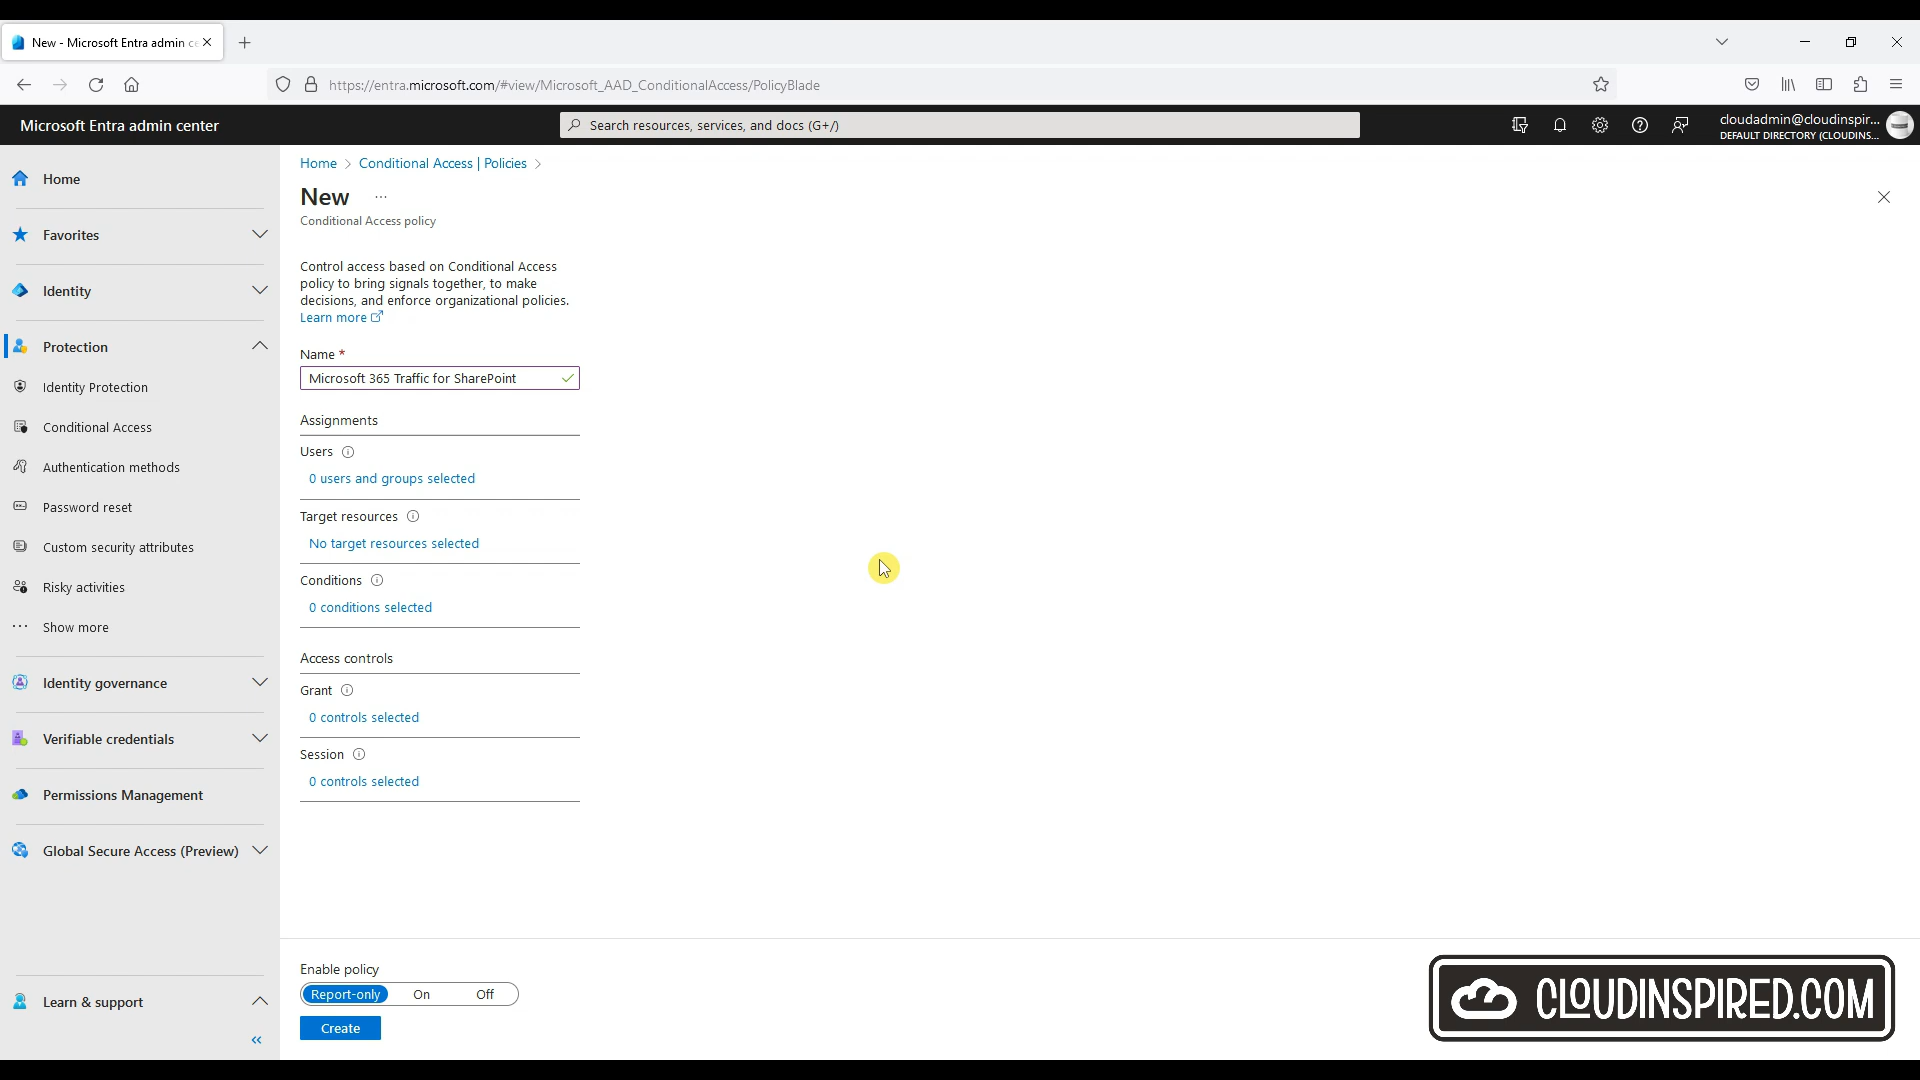 New - Microsoft Entra admin ce
https://entra.microsoft.com/#view/Microsoft_AAD_ConditionalAccess/PolicyBlade
Microsoft Entra admin center
Search resources, services, and docs (G+/)
cloudadmin@cloudinspir...
DEFAULT DIRECTORY (CLOUDINS...
Home
Favorites
Identity
Protection
Identity Protection
Conditional Access
Authentication methods
Password reset
Custom security attributes
Risky activities
Show more
Identity governance
Verifiable credentials
Permissions Management
Global Secure Access (Preview)
Learn & support
Home > Conditional Access | Policies >
New ...
Conditional Access policy
Control access based on Conditional Access
policy to bring signals together, to make
decisions, and enforce organizational policies.
Learn more
Name *
Microsoft 365 Traffic for SharePoint
Assignments
Users
0 users and groups selected
Target resources
No target resources selected
Conditions
0 conditions selected
Access controls
Grant
0 controls selected
Session
0 controls selected
Enable policy
Report-only On Off
Create
CLOUDINSPIRED.COM